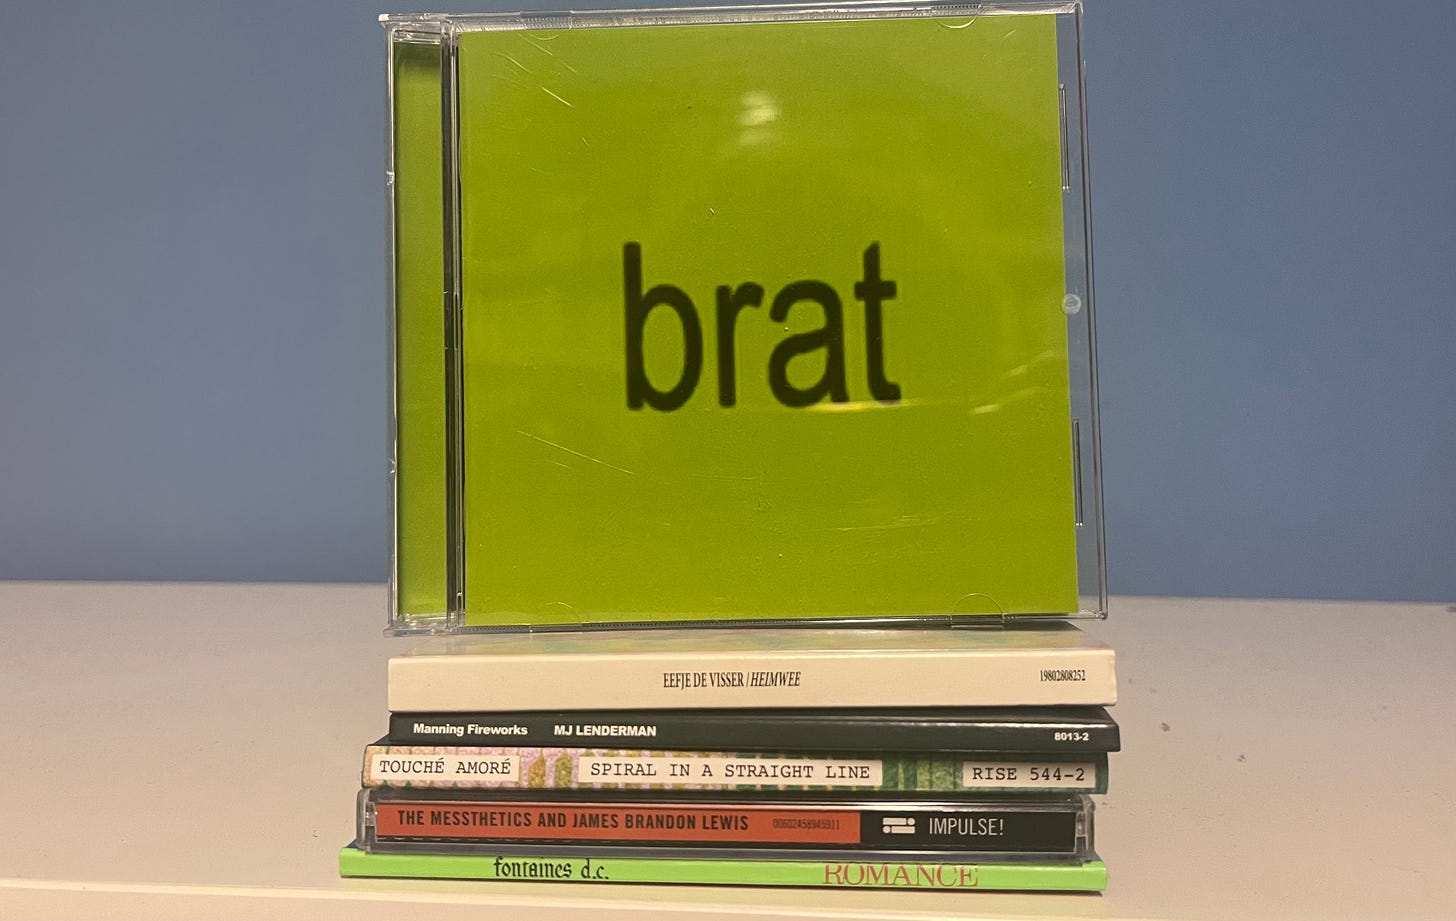 brat
EEFJE DE VISSER / HEIMWEE 19802808252
Manning Fireworks MJ LENDERMAN 8013-2
TOUCHÉ AMORÉ SPIRAL IN A STRAIGHT LINE RISE 544-2
THE MESSTHETICS AND JAMES BRANDON LEWIS 00602458945911 IMPULSE!
fontaines d.c. ROMANCE